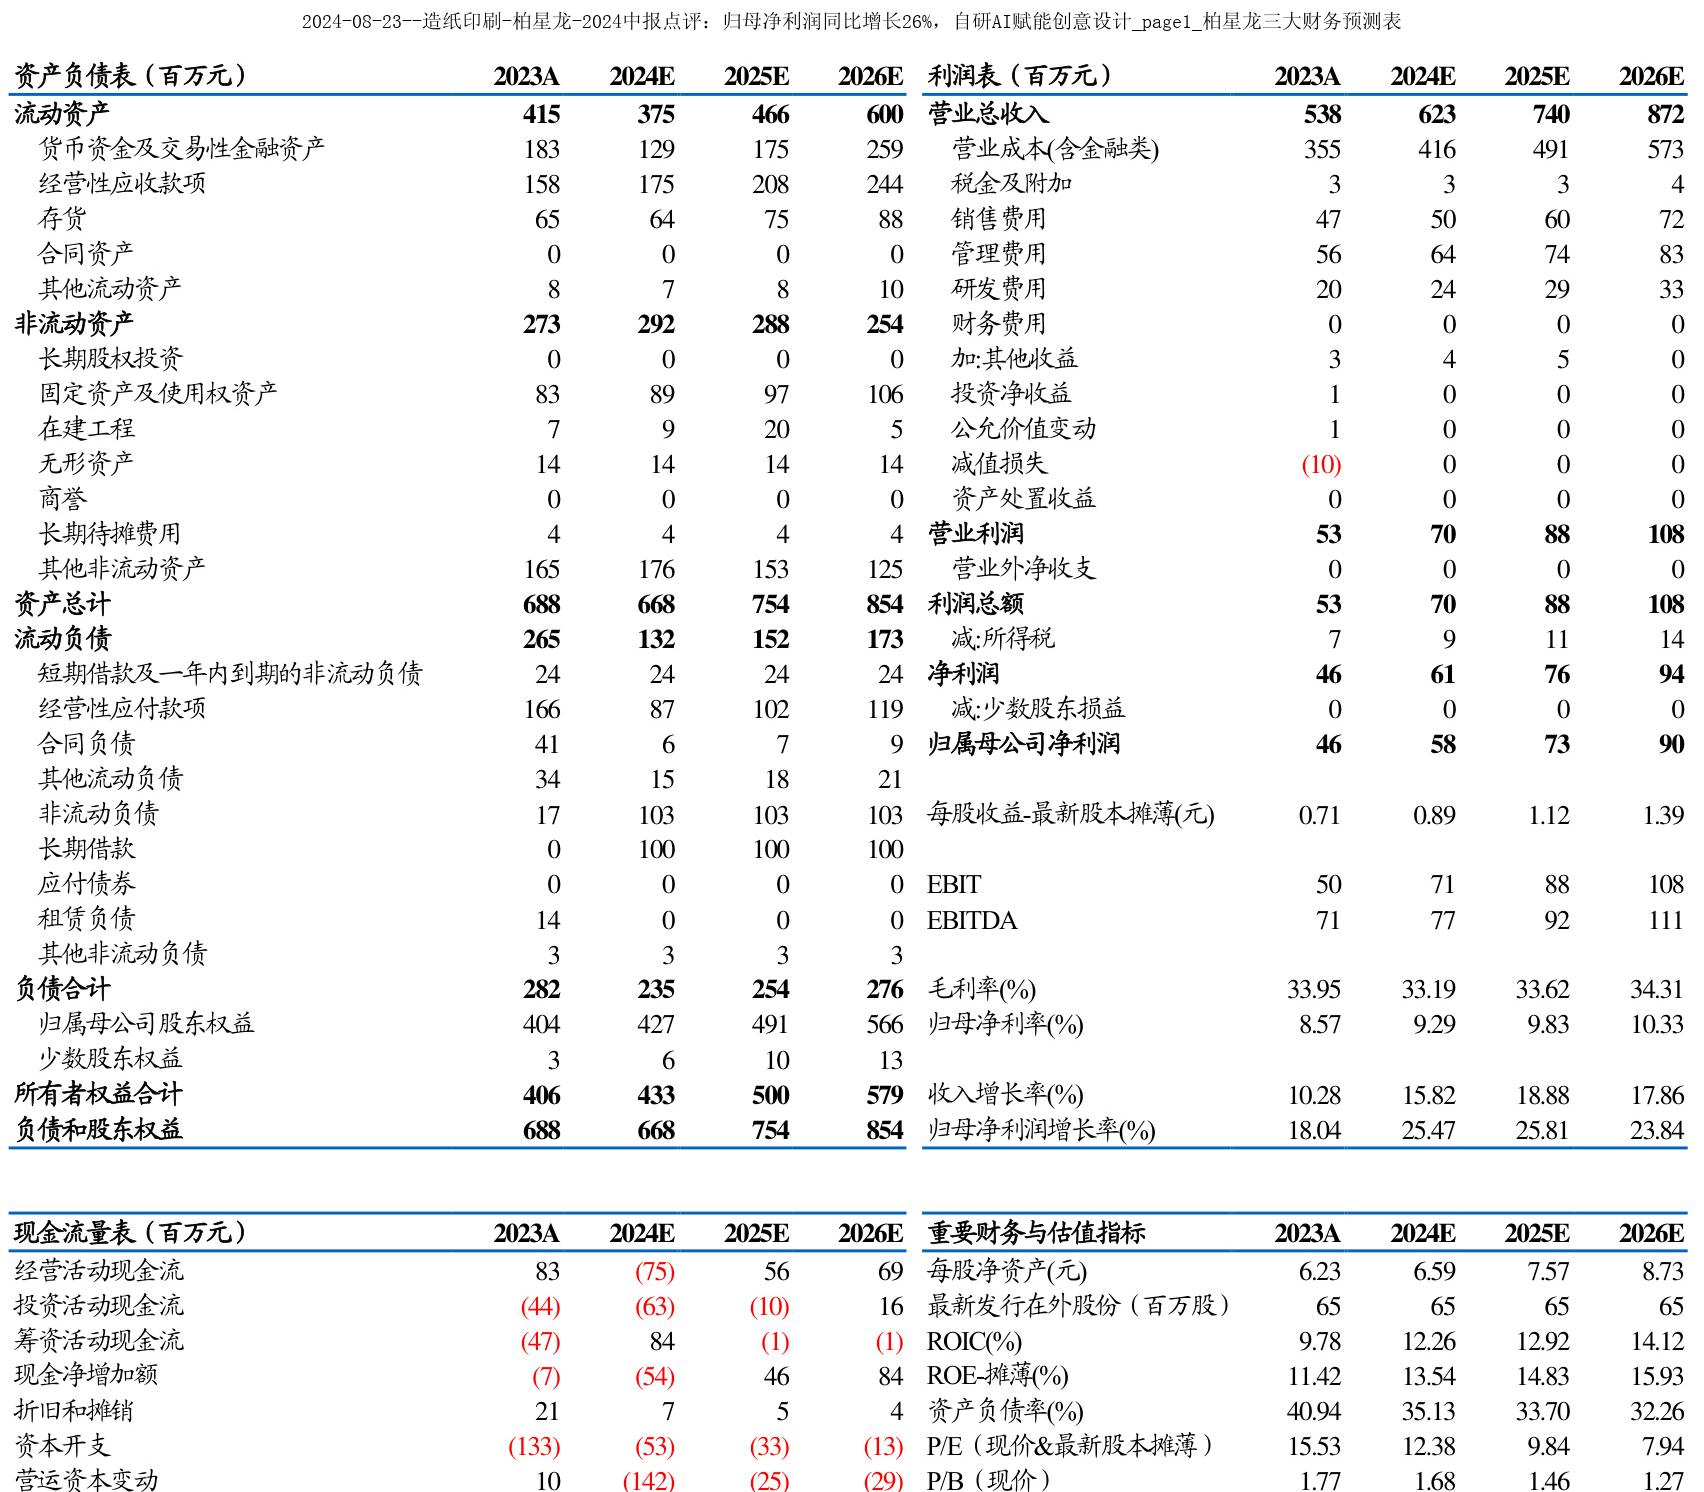 2024-08-23--造纸印刷-柏星龙-2024中报点评：归母净利润同比增长26%，自研AI赋能创意设计_page1_柏星龙三大财务预测表
资产负债表（百万元） 2023A 2024E 2025E 2026E 利润表（百万元） 2023A 2024E 2025E 2026E
流动资产 415 375 466 600 营业总收入 538 623 740 872
货币资金及交易性金融资产 183 129 175 259 营业成本(含金融类) 355 416 491 573
经营性应收款项 158 175 208 244 税金及附加 3 3 3 4
存货 65 64 75 88 销售费用 47 50 60 72
合同资产 0 0 0 0 管理费用 56 64 74 83
其他流动资产 8 7 8 10 研发费用 20 24 29 33
非流动资产 273 292 288 254 财务费用 0 0 0 0
长期股权投资 0 0 0 0 加:其他收益 3 4 5 0
固定资产及使用权资产 83 89 97 106 投资净收益 1 0 0 0
在建工程 7 9 20 5 公允价值变动 1 0 0 0
无形资产 14 14 14 14 减值损失 (10) 0 0 0
商誉 0 0 0 0 资产处置收益 0 0 0 0
长期待摊费用 4 4 4 4 营业利润 53 70 88 108
其他非流动资产 165 176 153 125 营业外净收支 0 0 0 0
资产总计 688 668 754 854 利润总额 53 70 88 108
流动负债 265 132 152 173 减:所得税 7 9 11 14
短期借款及一年内到期的非流动负债 24 24 24 24 净利润 46 61 76 94
经营性应付款项 166 87 102 119 减:少数股东损益 0 0 0 0
合同负债 41 6 7 9 归属母公司净利润 46 58 73 90
其他流动负债 34 15 18 21
非流动负债 17 103 103 103 每股收益-最新股本摊薄(元) 0.71 0.89 1.12 1.39
长期借款 0 100 100 100
应付债券 0 0 0 0 EBIT 50 71 88 108
租赁负债 14 0 0 0 EBITDA 71 77 92 111
其他非流动负债 3 3 3 3
负债合计 282 235 254 276 毛利率(%) 33.95 33.19 33.62 34.31
归属母公司股东权益 404 427 491 566 归母净利率(%) 8.57 9.29 9.83 10.33
少数股东权益 3 6 10 13
所有者权益合计 406 433 500 579 收入增长率(%) 10.28 15.82 18.88 17.86
负债和股东权益 688 668 754 854 归母净利润增长率(%) 18.04 25.47 25.81 23.84
现金流量表（百万元） 2023A 2024E 2025E 2026E 重要财务与估值指标 2023A 2024E 2025E 2026E
经营活动现金流 83 (75) 56 69 每股净资产(元) 6.23 6.59 7.57 8.73
投资活动现金流 (44) (63) (10) 16 最新发行在外股份（百万股） 65 65 65 65
筹资活动现金流 (47) 84 (1) (1) ROIC(%) 9.78 12.26 12.92 14.12
现金净增加额 (7) (54) 46 84 ROE-摊薄(%) 11.42 13.54 14.83 15.93
折旧和摊销 21 7 5 4 资产负债率(%) 40.94 35.13 33.70 32.26
资本开支 (133) (53) (33) (13) P/E（现价&最新股本摊薄） 15.53 12.38 9.84 7.94
营运资本变动 10 (142) (25) (29) P/B（现价） 1.77 1.68 1.46 1.27